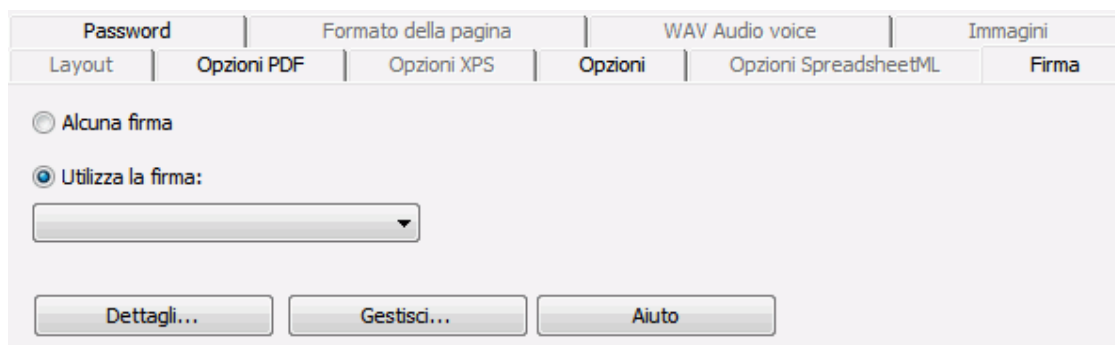 Password Formato della pagina WAV Audio voice Immagini
Layout Opzioni PDF Opzioni XPS Opzioni Opzioni SpreadsheetML Firma
Alcuna firma
Utilizza la firma:
Dettagli... Gestisci... Aiuto